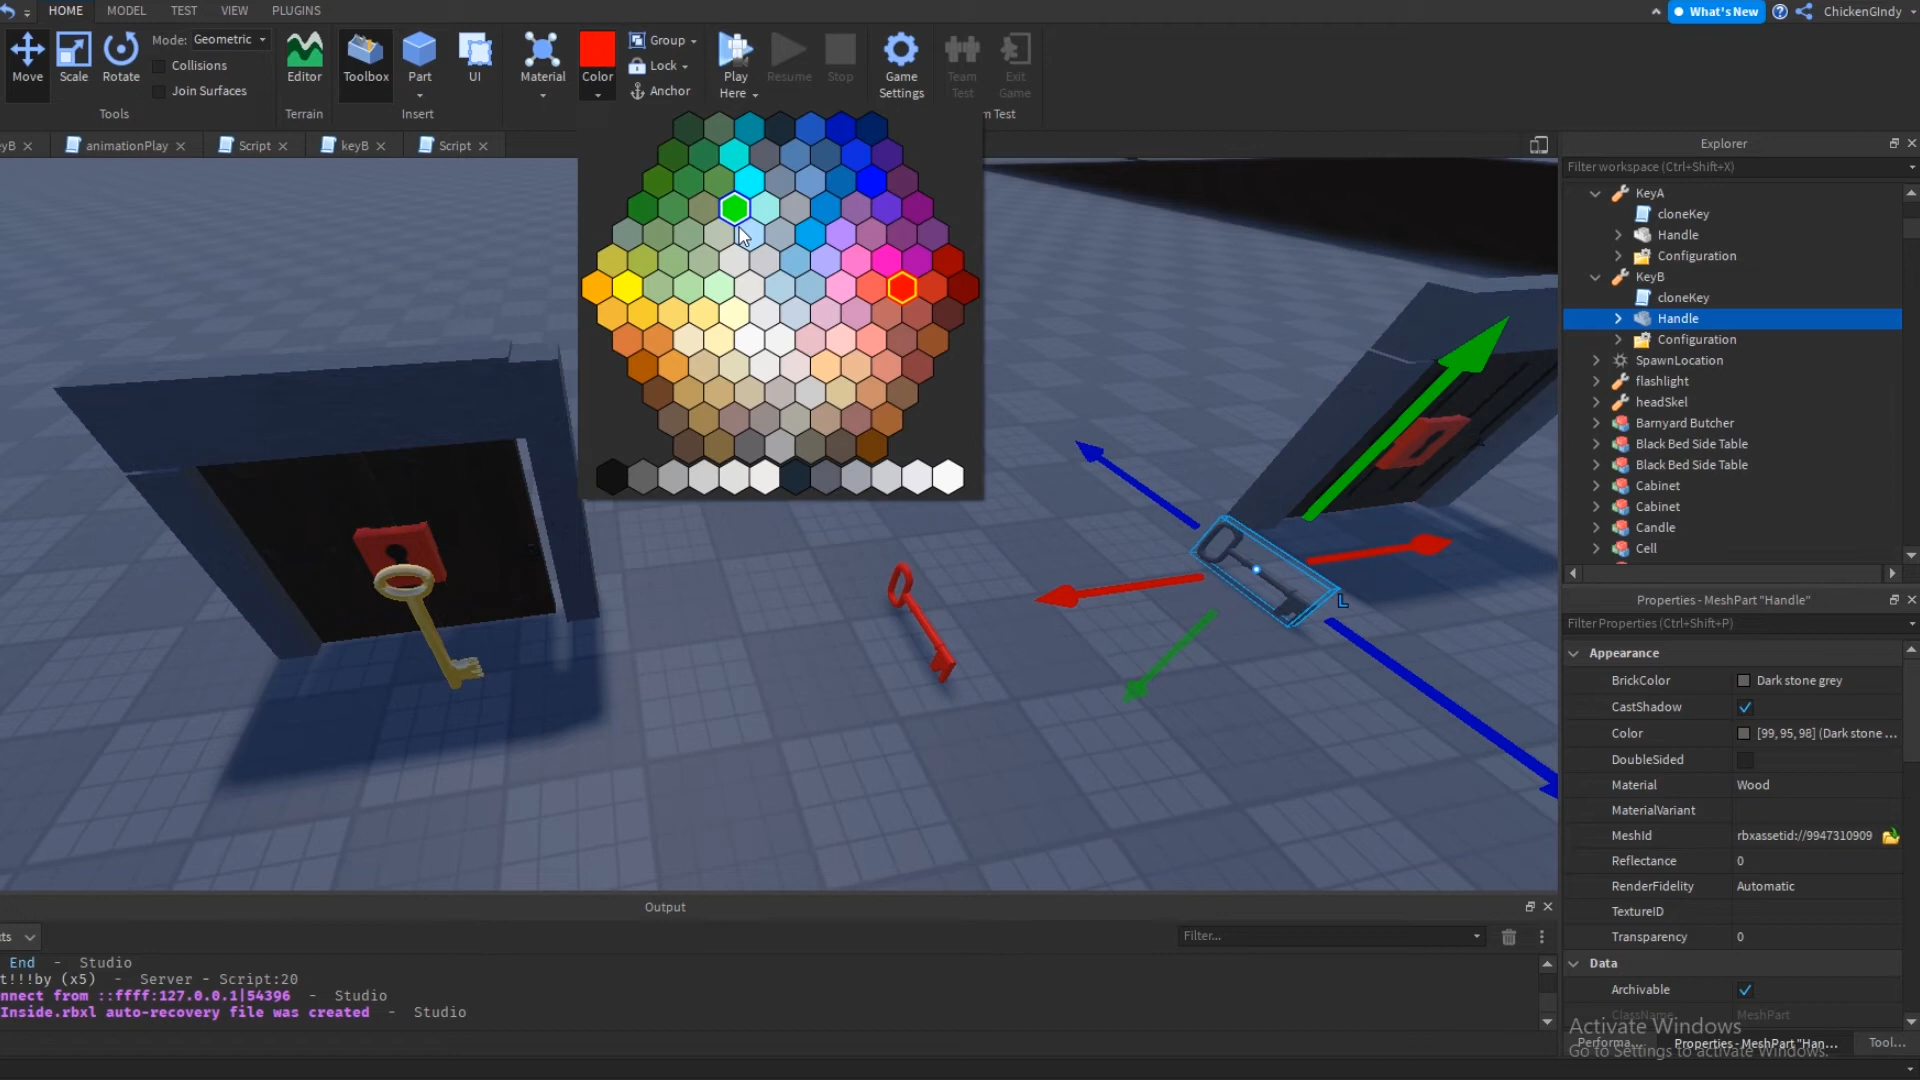 HOME MODEL TEST VIEW PLUGINS
What's New
ChickenGIndy
Mode: Geometric
Collisions
Join Surfaces
Move Scale Rotate
Editor
Toolbox Part UI
Material Color
Group
Lock
Anchor
Play Here
Resume Stop
Game Settings
Team Test
Exit Game
Tools
Terrain
Insert
m Test
eyB
animationPlay
Script
keyB
Script
Explorer
Filter workspace (Ctrl+Shift+X)
KeyA
cloneKey
Handle
Configuration
KeyB
cloneKey
Handle
Configuration
SpawnLocation
flashlight
headSkel
Barnyard Butcher
Black Bed Side Table
Black Bed Side Table
Cabinet
Cabinet
Candle
Cell
L
Properties - MeshPart "Handle"
Filter Properties (Ctrl+Shift+P)
Appearance
BrickColor Dark stone grey
CastShadow
Color [99, 95, 98] (Dark stone ...
DoubleSided
Material Wood
MaterialVariant
MeshId rbxassetid://9947310909
Reflectance 0
RenderFidelity Automatic
TextureID
Transparency 0
Data
Archivable
ClassName MeshPart
Activate Windows
Go to Settings to activate Windows.
Performa...
Properties - MeshPart "Han...
Tool...
Output
ts
Filter...
End - Studio
t!!!by (x5) - Server - Script:20
nnect from ::ffff:127.0.0.1|54396 - Studio
Inside.rbxl auto-recovery file was created - Studio